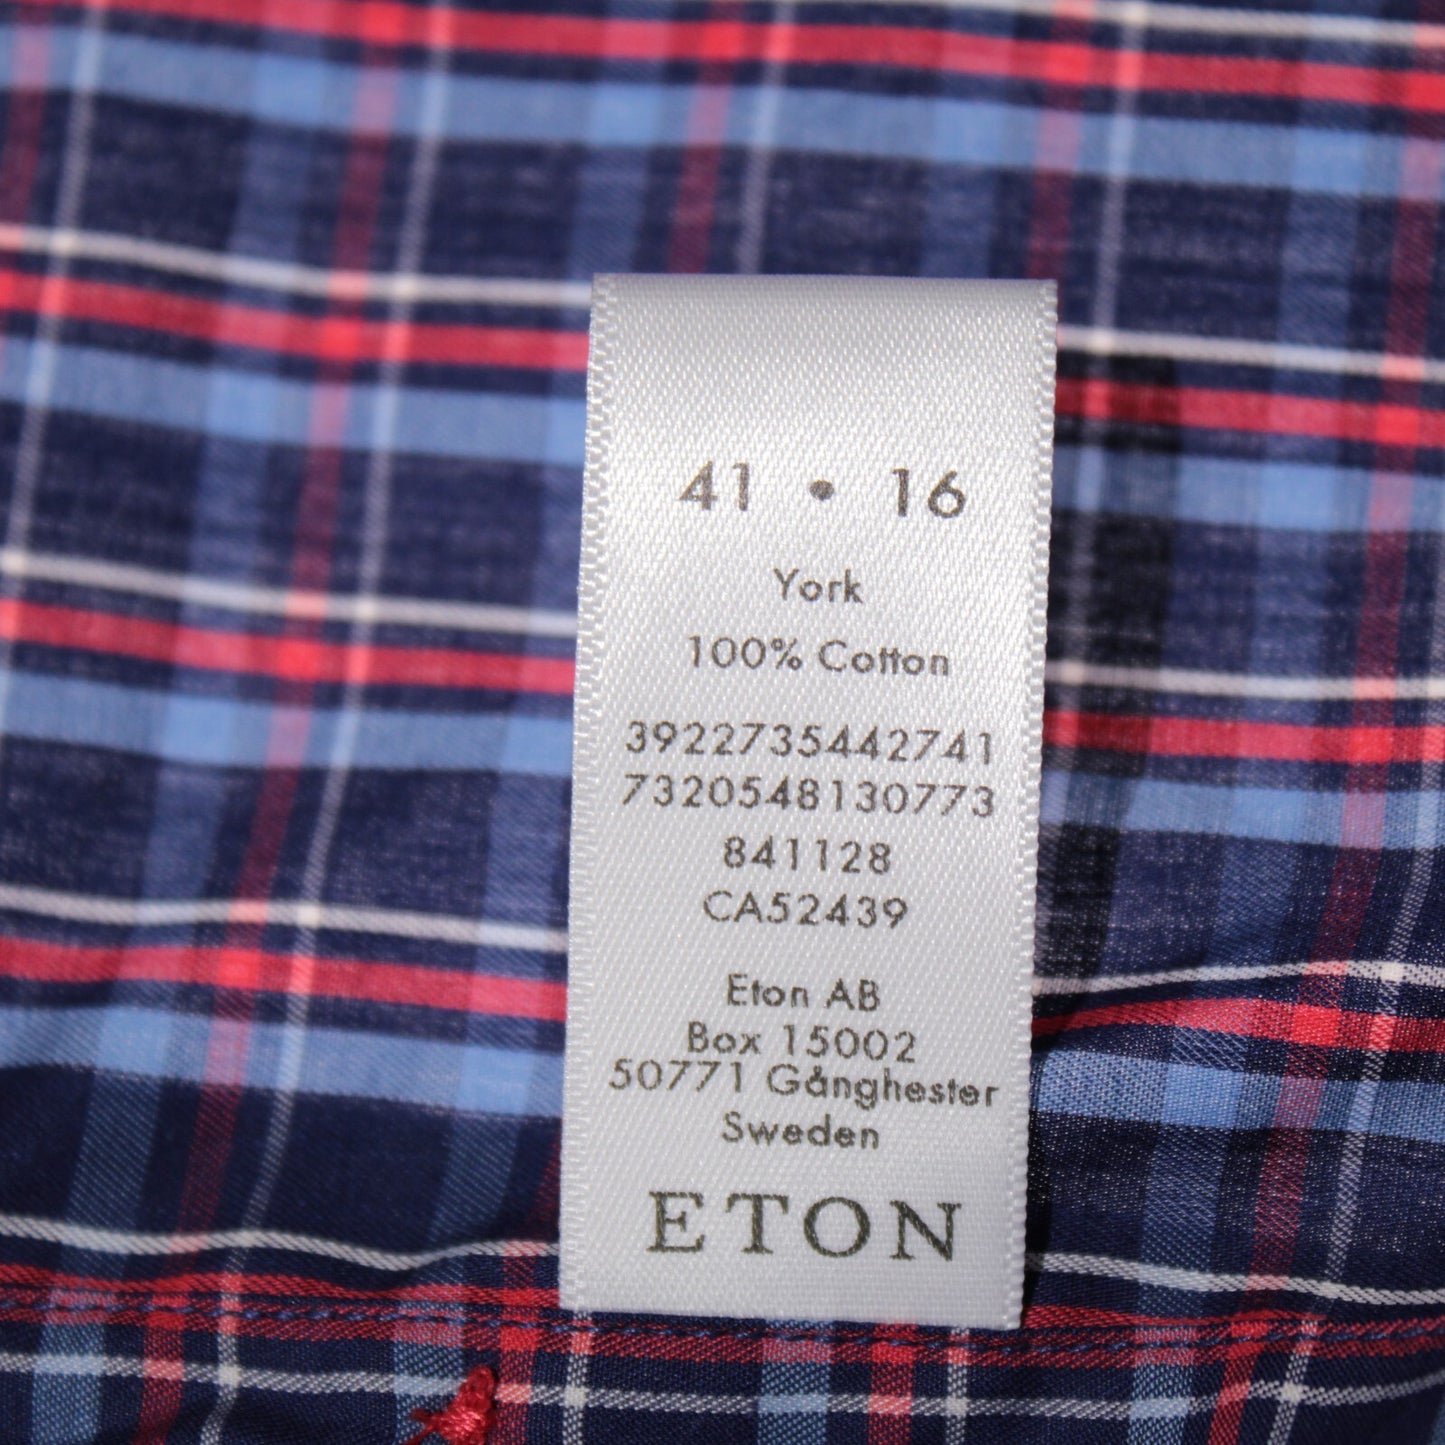 41 • 16
York
100% Cotton
3922735442741
7320548130773
841128
CA52439
Eton AB
Box 15002
50771 Gånghester
Sweden
ETON